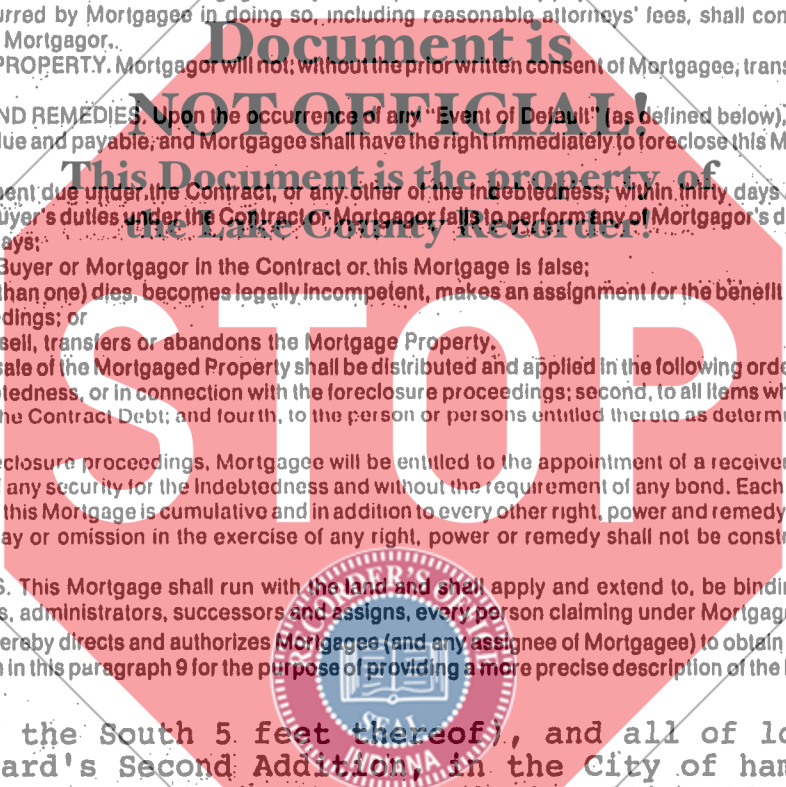 urred by Mortgagee in doing so, including reasonable attorneys' fees, shall con
Mortgagor.
Document is
PROPERTY. Mortgagor will not, without the prior written consent of Mortgagee, trans
NOT OFFICIAL!
ND REMEDIES. Upon the occurrence of any "Event of Default" (as defined below),
lue and payable, and Mortgagee shall have the right immediately to foreclose this M
This Document is the property of
ent due under the Contract, or any other of the Indebtedness, within thirty days
uyer's duties under the Contract or Mortgagor fails to perform any of Mortgagor's d
the Lake County Recorder!
ays;
Buyer or Mortgagor in the Contract or this Mortgage is false;
han one) dies, becomes legally incompetent, makes an assignment for the benefit
dings; or
sell, transfers or abandons the Mortgage Property.
STOP
sale of the Mortgaged Property shall be distributed and applied in the following orde
tedness, or in connection with the foreclosure proceedings; second, to all items wh
he Contract Debt; and fourth, to the person or persons entitled thereto as determ
eclosure proceedings, Mortgagee will be entitled to the appointment of a receiver
any security for the Indebtedness and without the requirement of any bond. Each
this Mortgage is cumulative and in addition to every other right, power and remedy
ay or omission in the exercise of any right, power or remedy shall not be constr
S. This Mortgage shall run with the land and shall apply and extend to, be bindi
s, administrators, successors and assigns, every person claiming under Mortgag
ereby directs and authorizes Mortgagee (and any assignee of Mortgagee) to obtain
n in this paragraph 9 for the purpose of providing a more precise description of the
RECORDER'S OFFICE
SEAL
INDIANA
the South 5 feet thereof), and all of lo
ard's Second Addition, in the City of ham